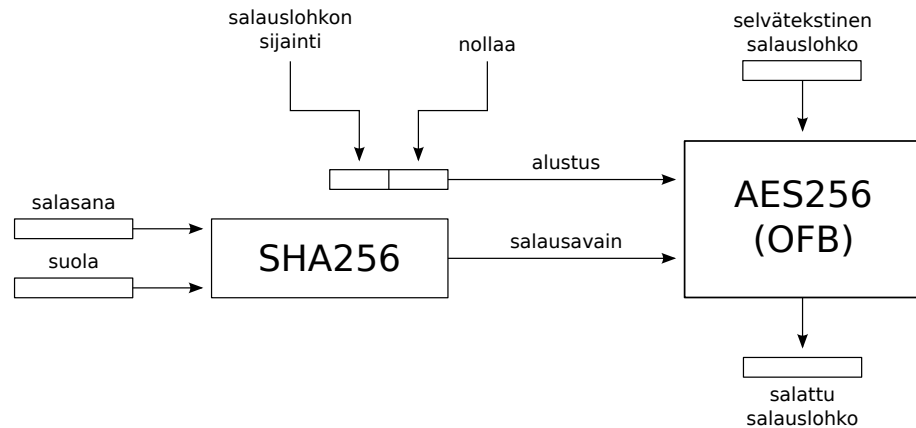 salauslohkon
sijainti
nollaa
selvätekstinen
salauslohko
alustus
AES256
(OFB)
salasana
SHA256
salausavain
suola
salattu
salauslohko